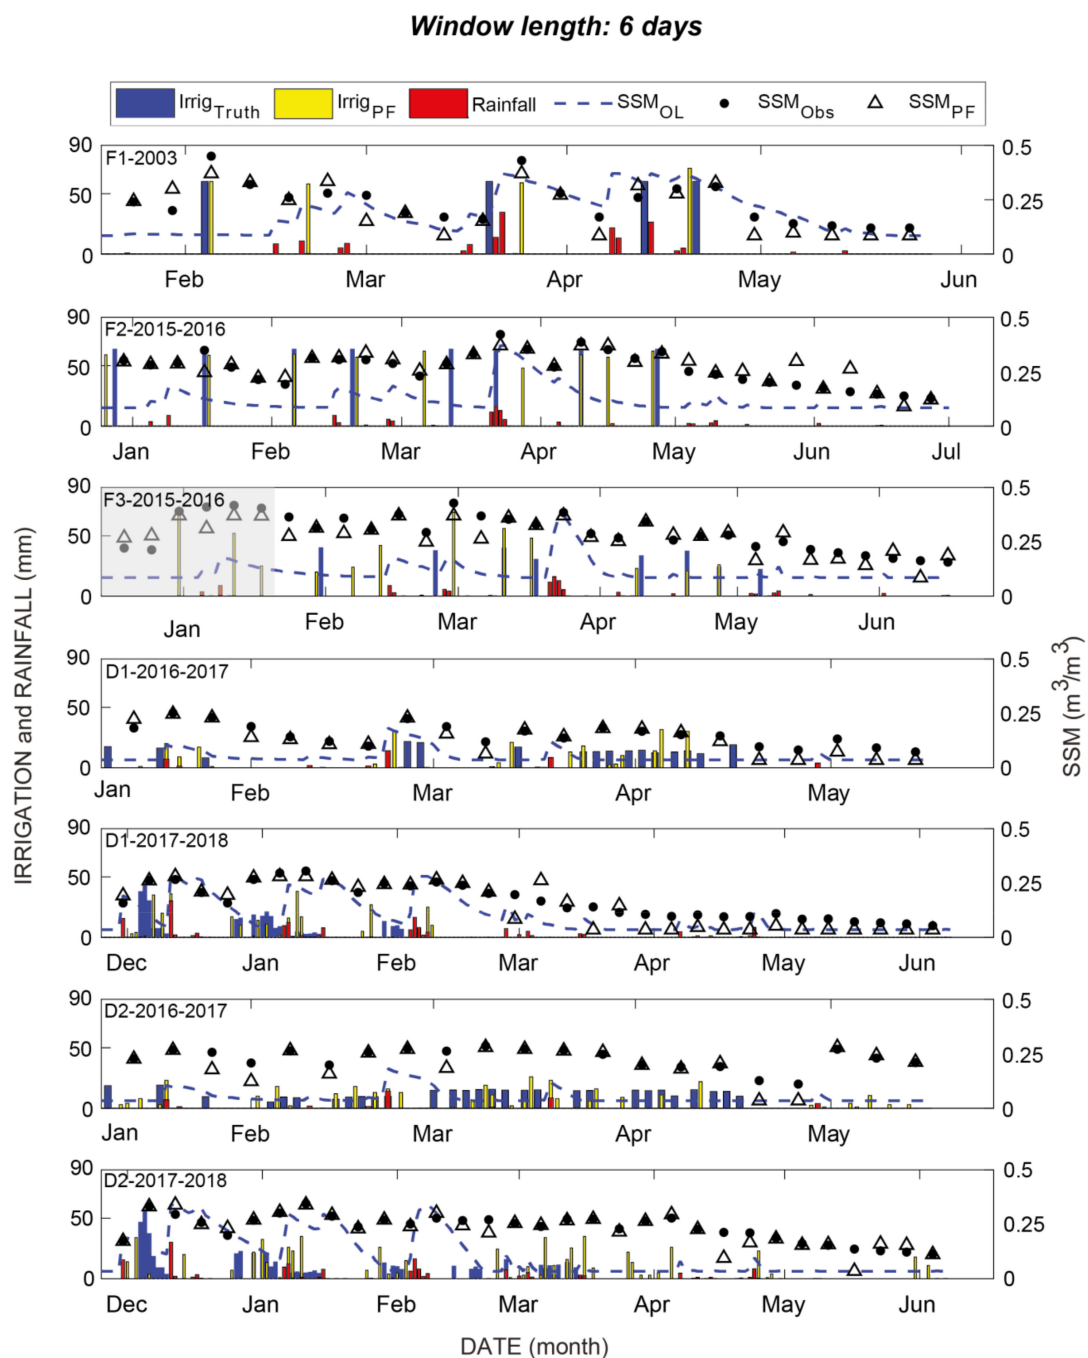 Window length: 6 days
Irrig_Truth Irrig_PF Rainfall SSM_OL SSM_Obs SSM_PF
F1-2003
90 50 0
0.5 0.25 0
Feb Mar Apr May Jun
F2-2015-2016
90 50 0
0.5 0.25 0
Jan Feb Mar Apr May Jun Jul
F3-2015-2016
90 50 0
0.5 0.25 0
Jan Feb Mar Apr May Jun
D1-2016-2017
90 50 0
0.5 0.25 0
Jan Feb Mar Apr May
D1-2017-2018
90 50 0
0.5 0.25 0
Dec Jan Feb Mar Apr May Jun
D2-2016-2017
90 50 0
0.5 0.25 0
Jan Feb Mar Apr May
D2-2017-2018
90 50 0
0.5 0.25 0
Dec Jan Feb Mar Apr May Jun
IRRIGATION and RAINFALL (mm)
SSM (m³/m³)
DATE (month)